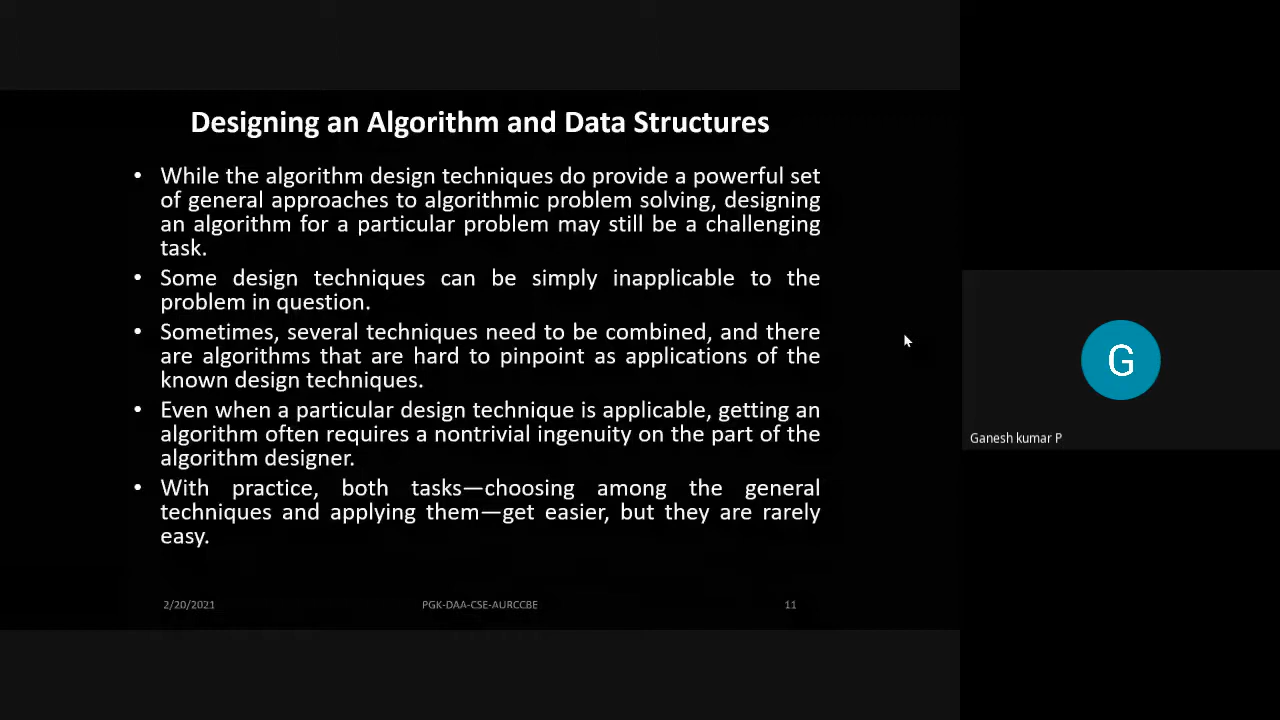 Designing an Algorithm and Data Structures
• While the algorithm design techniques do provide a powerful set
of general approaches to algorithmic problem solving, designing
an algorithm for a particular problem may still be a challenging
task.
• Some design techniques can be simply inapplicable to the
problem in question.
• Sometimes, several techniques need to be combined, and there
are algorithms that are hard to pinpoint as applications of the
known design techniques.
• Even when a particular design technique is applicable, getting an
algorithm often requires a nontrivial ingenuity on the part of the
algorithm designer.
• With practice, both tasks—choosing among the general
techniques and applying them—get easier, but they are rarely
easy.
2/20/2021
PGK-DAA-CSE-AURCCBE
11
G
Ganesh kumar P